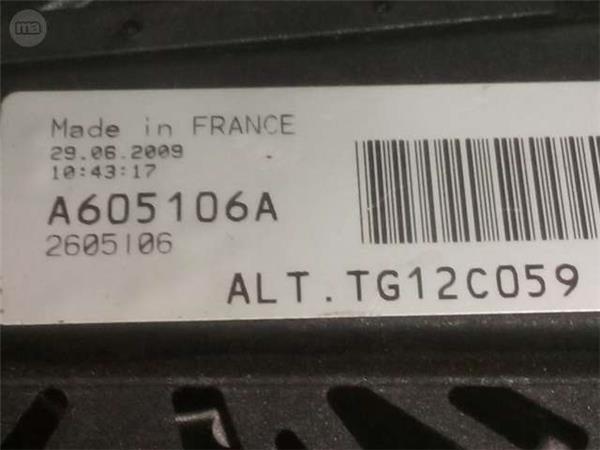 ma
Made in FRANCE
29.06.2009
10:43:17
A605106A
2605106
ALT.TG12C059